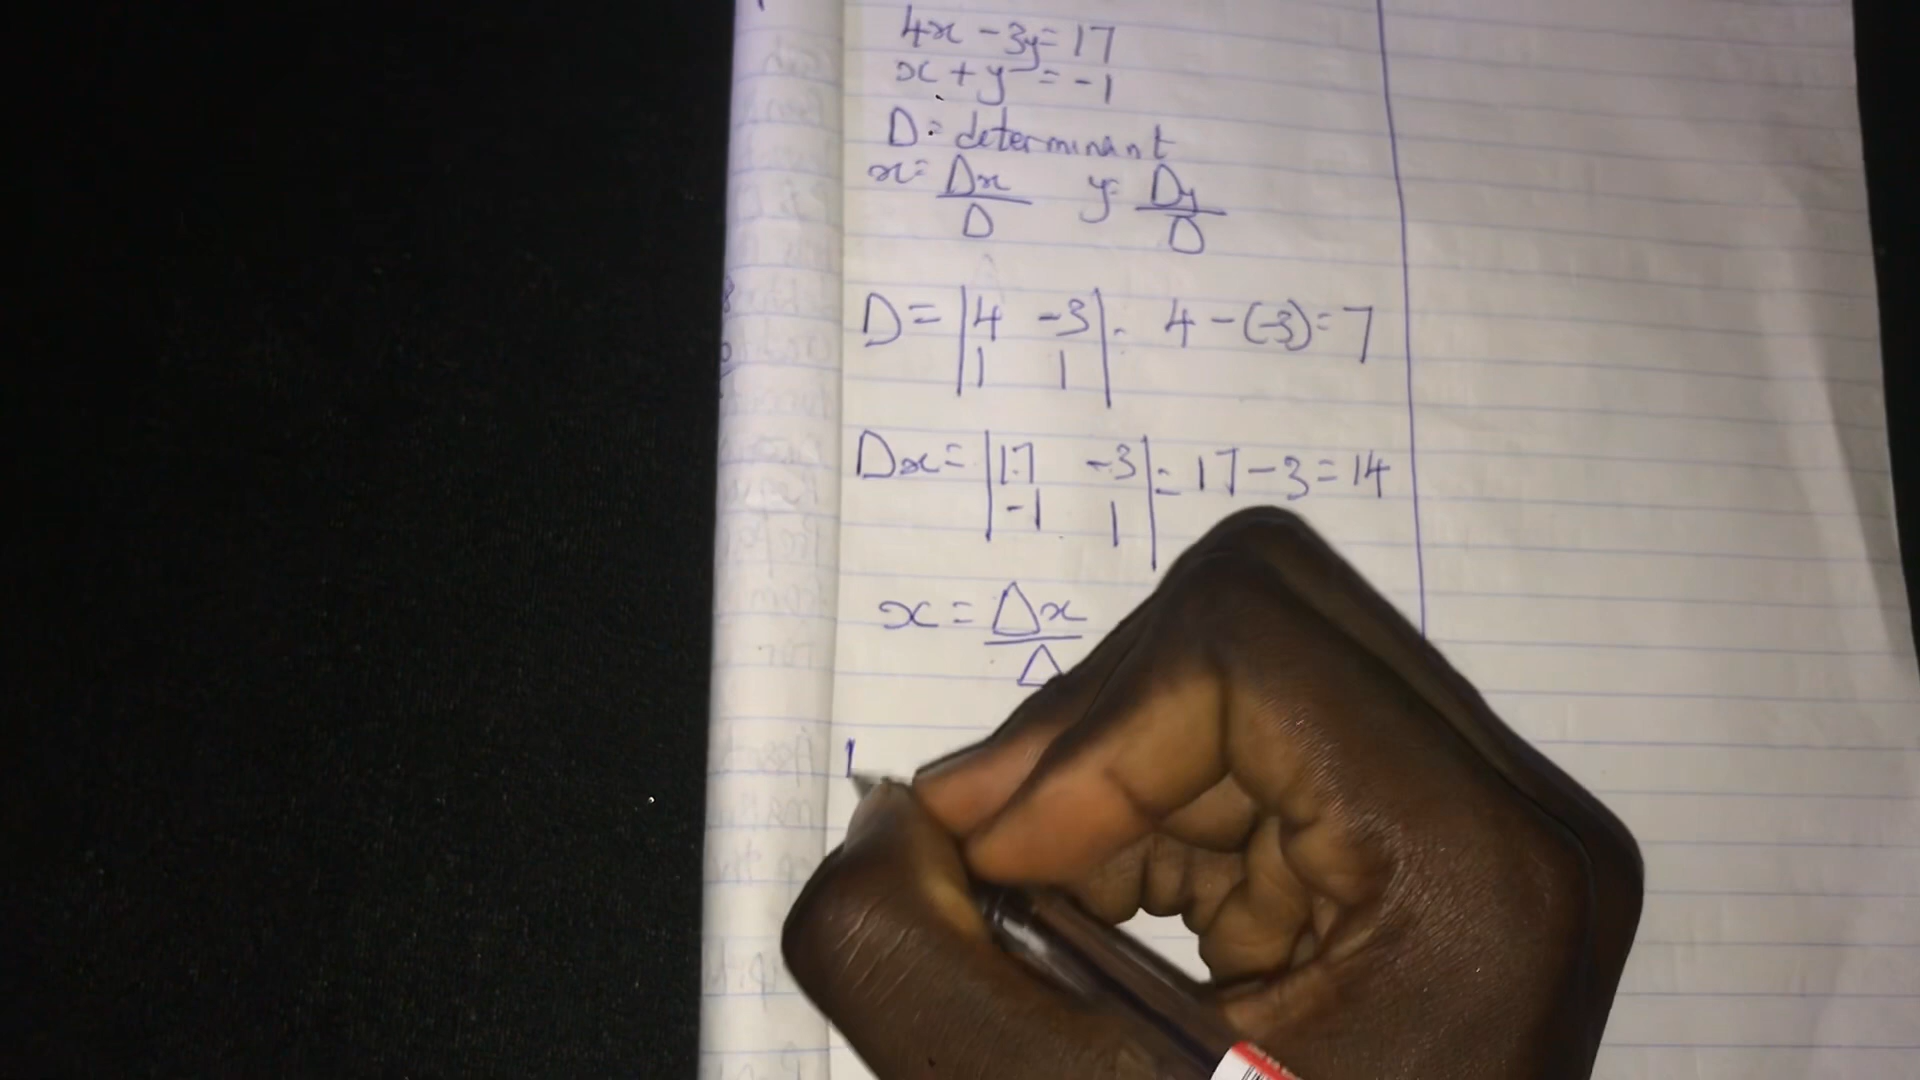 4x - 3y = 17
x + y = -1
D = determinant
x = Dx/D y = Dy/D
D = |4 -3| = 4 - (-3) = 7
|1 1|
Dx = |17 -3| = 17 - 3 = 14
|-1 1|
x = Δx/Δ